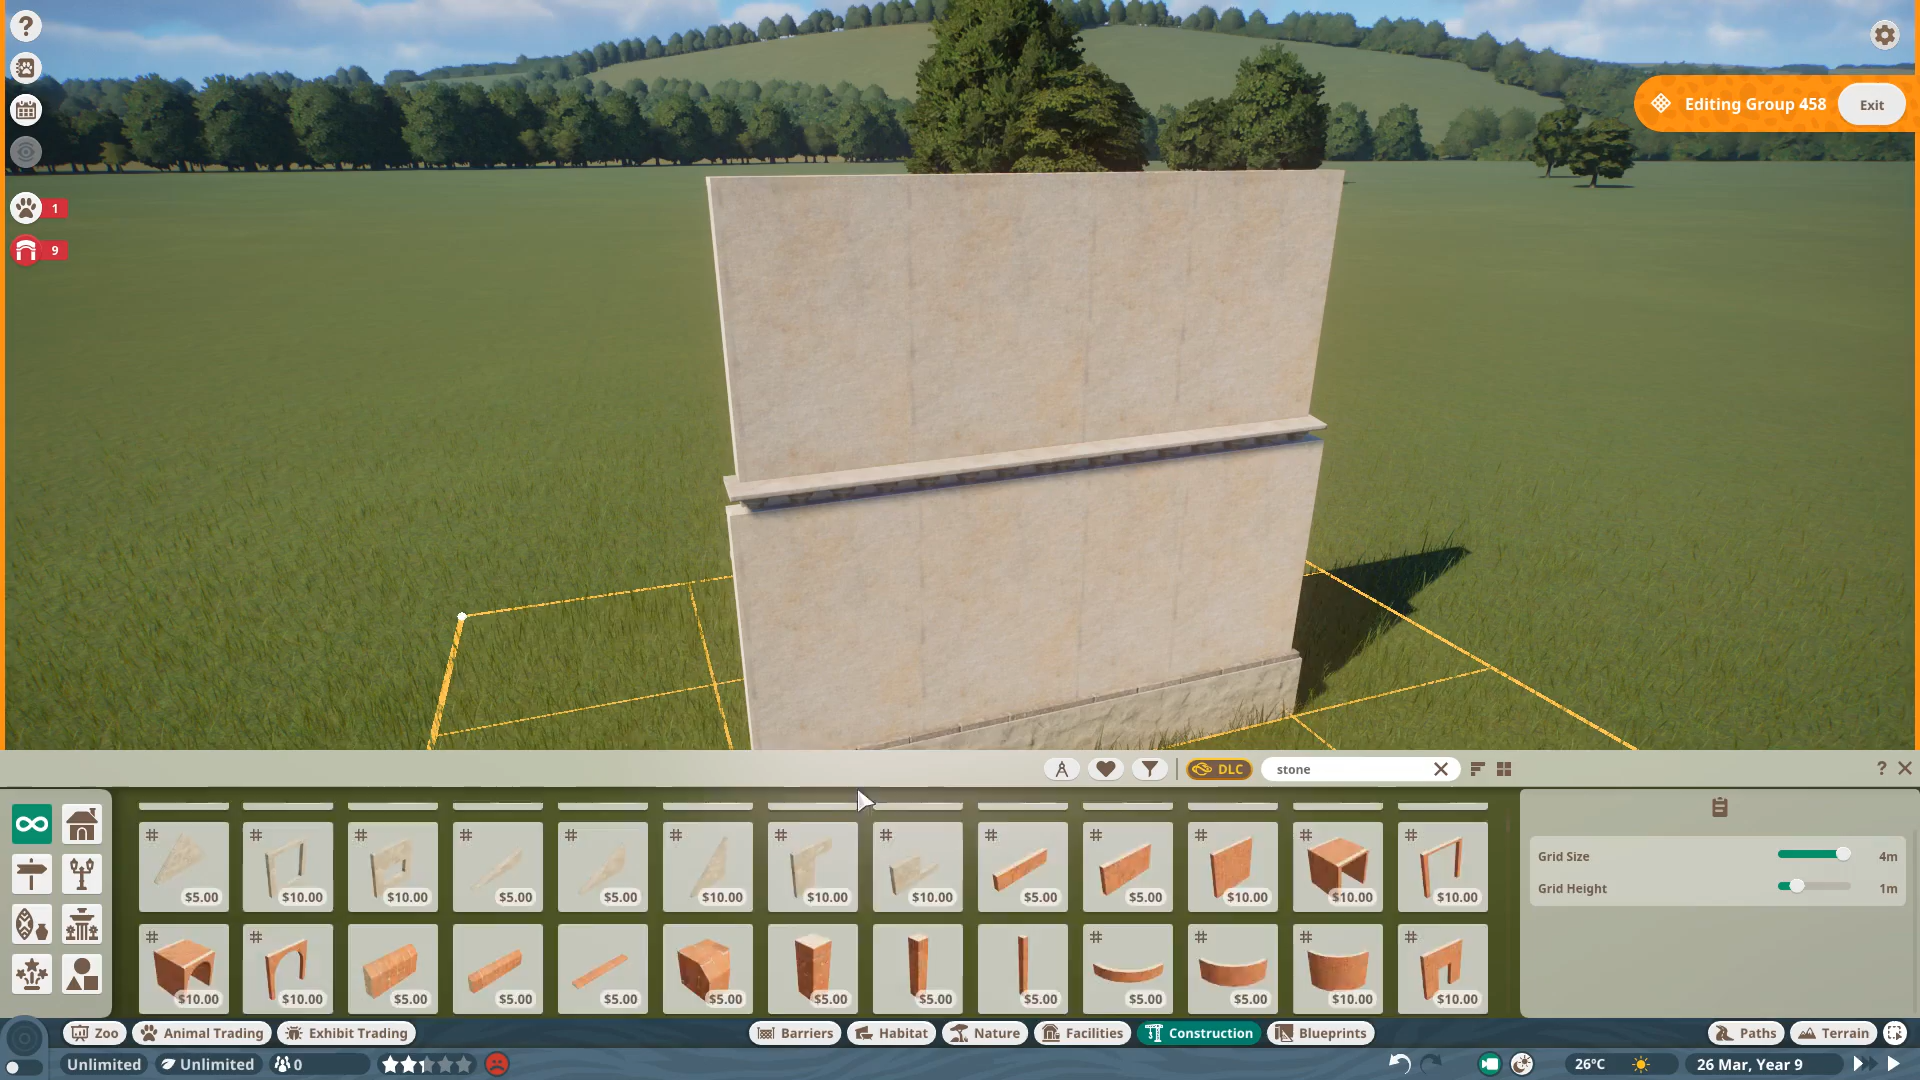 ?
Editing Group 458
Exit
1
9
DLC
stone
?
$5.00
$10.00
$10.00
$5.00
$5.00
$10.00
$10.00
$10.00
$5.00
$5.00
$10.00
$10.00
$10.00
$10.00
$10.00
$5.00
$5.00
$5.00
$5.00
$5.00
$5.00
$5.00
$5.00
$5.00
$10.00
$10.00
Grid Size
4m
Grid Height
1m
Zoo
Animal Trading
Exhibit Trading
Barriers
Habitat
Nature
Facilities
Construction
Blueprints
Paths
Terrain
Unlimited
Unlimited
0
26°C
26 Mar, Year 9